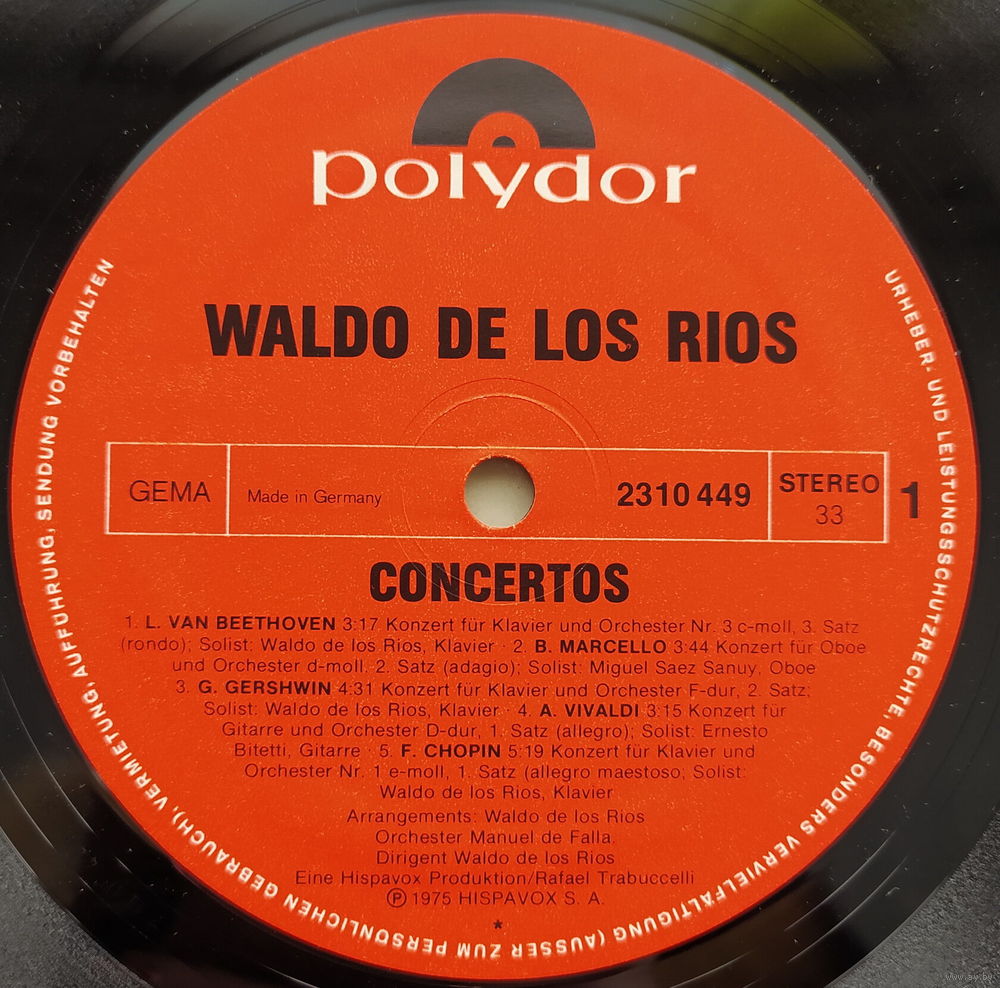 polydor
WALDO DE LOS RIOS
GEMA
Made in Germany
2310 449
STEREO
33
1
CONCERTOS
1. L. VAN BEETHOVEN 3:17 Konzert für Klavier und Orchester Nr. 3 c-moll, 3. Satz
(rondo); Solist: Waldo de los Rios, Klavier · 2. B. MARCELLO 3:44 Konzert für Oboe
und Orchester d-moll, 2. Satz (adagio); Solist: Miguel Saez Sanuy, Oboe
3. G. GERSHWIN 4:31 Konzert für Klavier und Orchester F-dur, 2. Satz;
Solist: Waldo de los Rios, Klavier · 4. A. VIVALDI 3:15 Konzert für
Gitarre und Orchester D-dur, 1. Satz (allegro); Solist: Ernesto
Bitetti, Gitarre · 5. F. CHOPIN 5:19 Konzert für Klavier und
Orchester Nr. 1 e-moll, 1. Satz (allegro maestoso; Solist:
Waldo de los Rios, Klavier
Arrangements: Waldo de los Rios
Orchester Manuel de Falla.
Dirigent Waldo de los Rios
Eine Hispavox Produktion/Rafael Trabuccelli
℗ 1975 HISPAVOX S. A.
*
URHEBER- UND LEISTUNGSSCHUTZRECHTE, BESONDERS VERVIELFÄLTIGUNG (AUSSER ZUM PERSÖNLICHEN GEBRAUCH), VERMIETUNG, AUFFÜHRUNG, SENDUNG VORBEHALTEN
www.ay.by